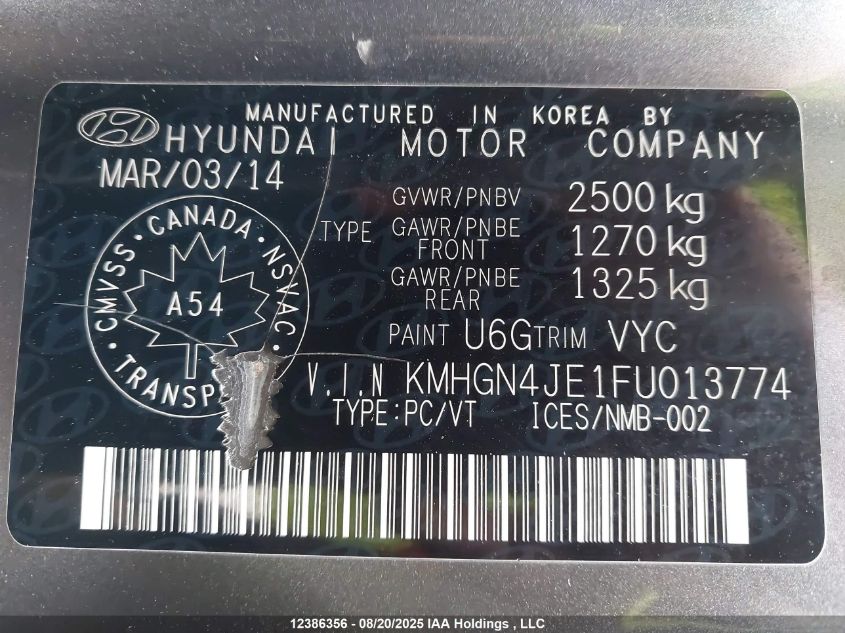 MANUFACTURED IN KOREA BY
HYUNDAI MOTOR COMPANY
MAR/03/14
GVWR/PNBV 2500 kg
TYPE GAWR/PNBE FRONT 1270 kg
GAWR/PNBE REAR 1325 kg
PAINT U6G TRIM VYC
CANADA
CMVSS
NSVAC
A54
V.I.N KMHGN4JE1FU013774
TYPE:PC/VT ICES/NMB-002
12386356 - 08/20/2025 IAA Holdings , LLC